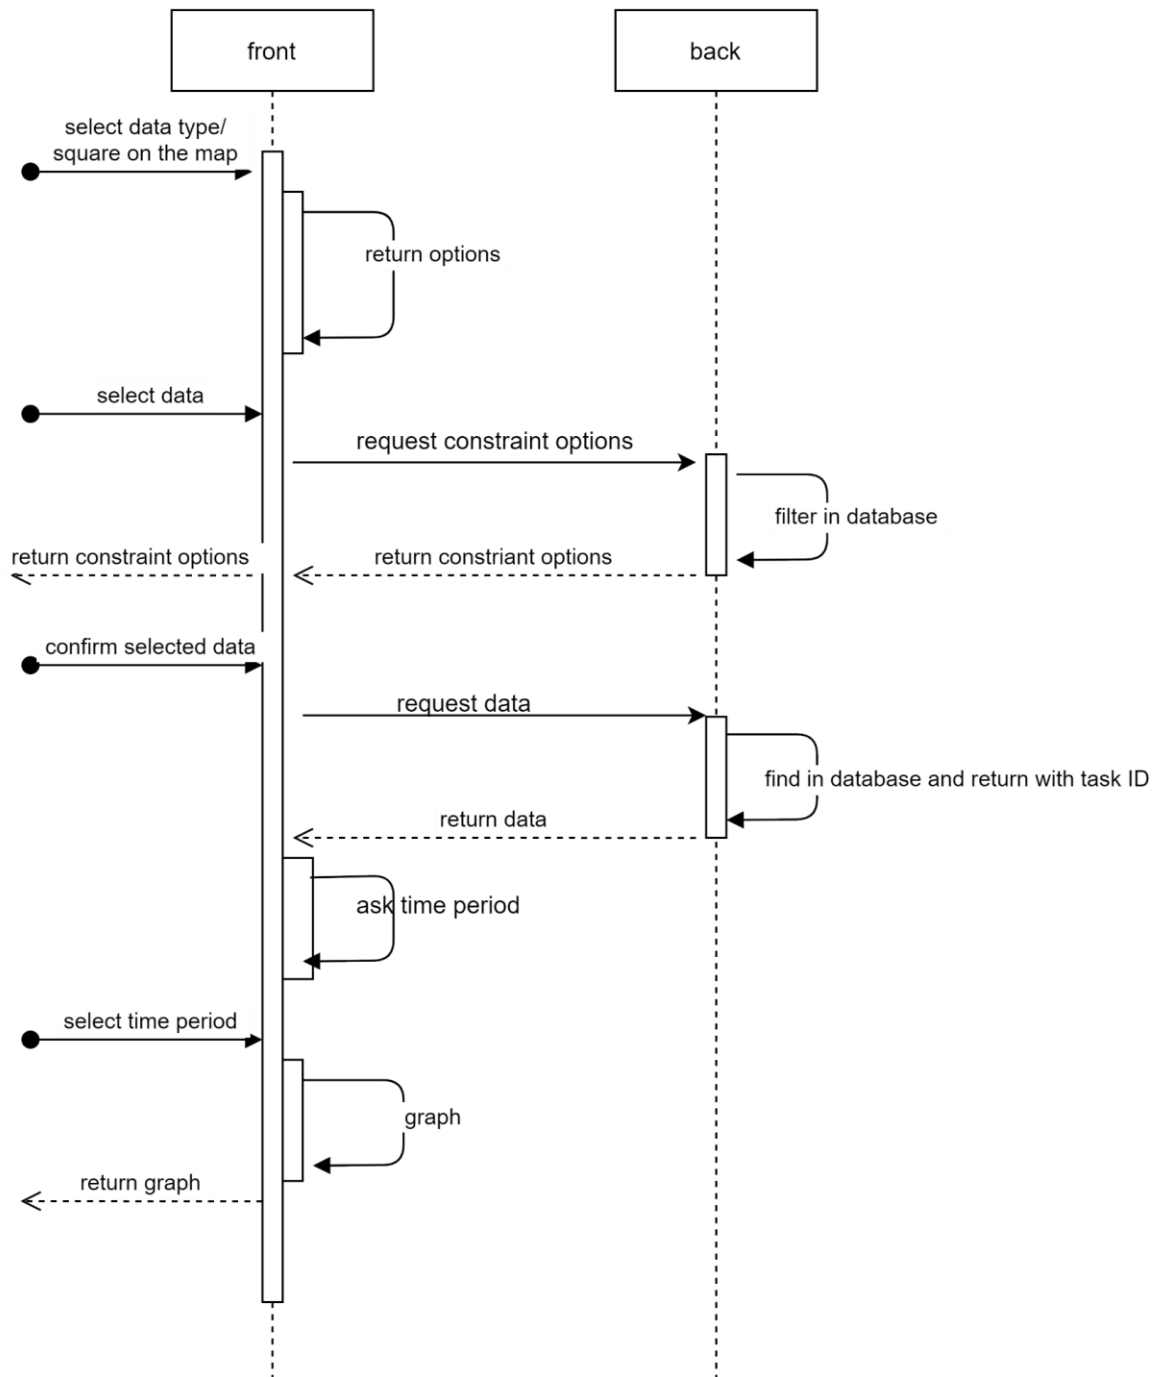 front
back
select data type/
square on the map
return options
select data
request constraint options
filter in database
return constraint options
return constriant options
confirm selected data
request data
find in database and return with task ID
return data
ask time period
select time period
graph
return graph